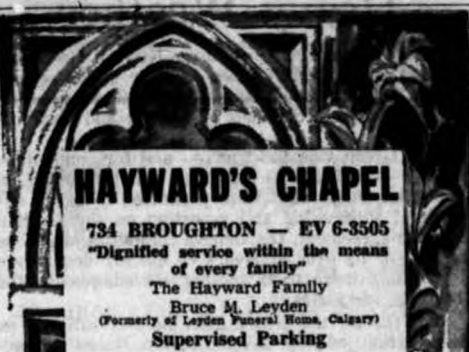 HAYWARD'S CHAPEL
734 BROUGHTON — EV 6-3505
"Dignified service within the means
of every family"
The Hayward Family
Bruce M. Leyden
(Formerly of Leyden Funeral Home, Calgary)
Supervised Parking